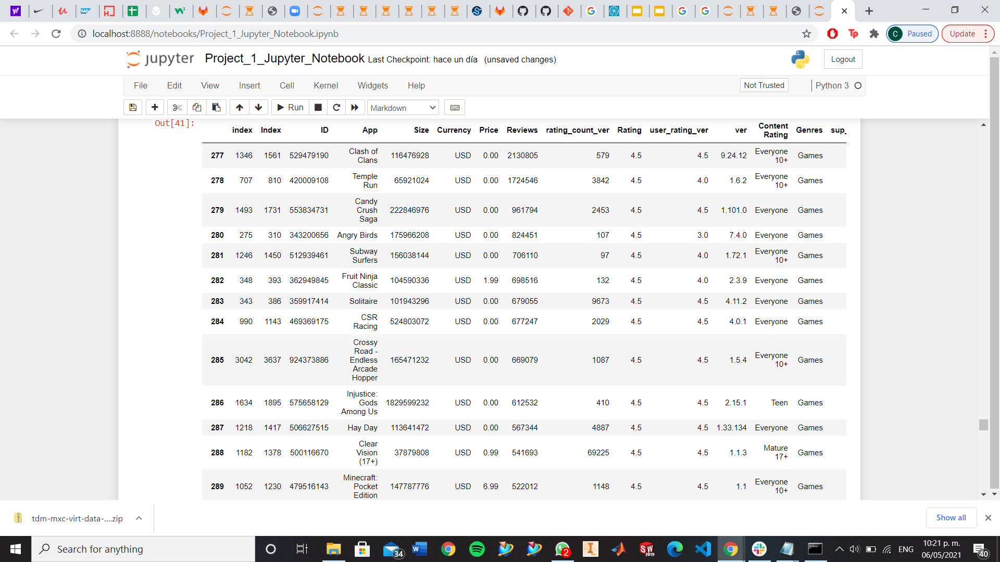 localhost:8888/notebooks/Project_1_Jupyter_Notebook.ipynb
C Paused
Update
jupyter Project_1_Jupyter_Notebook Last Checkpoint: hace un día (unsaved changes)
Logout
File Edit View Insert Cell Kernel Widgets Help
Not Trusted Python 3
Run Markdown
Out[41]:
index Index ID App Size Currency Price Reviews rating_count_ver Rating user_rating_ver ver Content Rating Genres sup_
277 1346 1561 529479190 Clash of Clans 116476928 USD 0.00 2130805 579 4.5 4.5 9.24.12 Everyone 10+ Games
278 707 810 420009108 Temple Run 65921024 USD 0.00 1724546 3842 4.5 4.0 1.6.2 Everyone 10+ Games
279 1493 1731 553834731 Candy Crush Saga 222846976 USD 0.00 961794 2453 4.5 4.5 1.101.0 Everyone Games
280 275 310 343200656 Angry Birds 175966208 USD 0.00 824451 107 4.5 3.0 7.4.0 Everyone Games
281 1246 1450 512939461 Subway Surfers 156038144 USD 0.00 706110 97 4.5 4.0 1.72.1 Everyone 10+ Games
282 348 393 362949845 Fruit Ninja Classic 104590336 USD 1.99 698516 132 4.5 4.0 2.3.9 Everyone Games
283 343 386 359917414 Solitaire 101943296 USD 0.00 679055 9673 4.5 4.5 4.11.2 Everyone Games
284 990 1143 469369175 CSR Racing 524803072 USD 0.00 677247 2029 4.5 4.5 4.0.1 Everyone Games
285 3042 3637 924373886 Crossy Road - Endless Arcade Hopper 165471232 USD 0.00 669079 1087 4.5 4.5 1.5.4 Everyone 10+ Games
286 1634 1895 575658129 Injustice: Gods Among Us 1829599232 USD 0.00 612532 410 4.5 4.5 2.15.1 Teen Games
287 1218 1417 506627515 Hay Day 113641472 USD 0.00 567344 4887 4.5 4.5 1.33.134 Everyone Games
288 1182 1378 500116670 Clear Vision (17+) 37879808 USD 0.99 541693 69225 4.5 4.5 1.1.3 Mature 17+ Games
289 1052 1230 479516143 Minecraft: Pocket Edition 147787776 USD 6.99 522012 1148 4.5 4.5 1.1 Everyone 10+ Games
tdm-mxc-virt-data-....zip
Show all
Search for anything
34
2
ENG
10:21 p. m.
06/05/2021
40